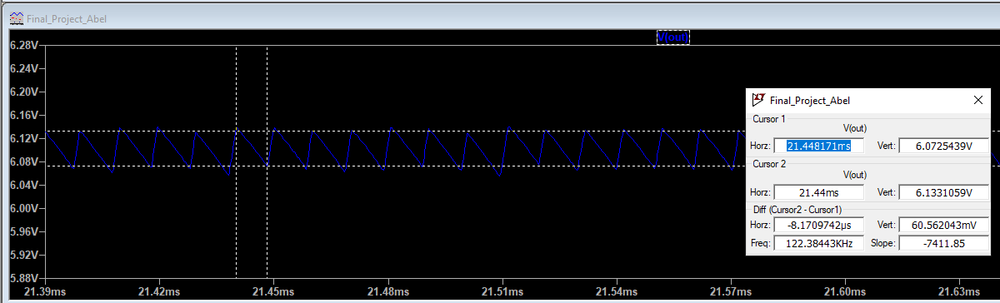 Final_Project_Abel
V(out)
6.28V
6.24V
6.20V
6.16V
6.12V
6.08V
6.04V
6.00V
5.96V
5.92V
5.88V
21.39ms 21.42ms 21.45ms 21.48ms 21.51ms 21.54ms 21.57ms 21.60ms 21.63ms
Final_Project_Abel
Cursor 1
V(out)
Horz: 21.448171ms Vert: 6.0725439V
Cursor 2
V(out)
Horz: 21.44ms Vert: 6.1331059V
Diff (Cursor2 - Cursor1)
Horz: -8.1709742µs Vert: 60.562043mV
Freq: 122.38443KHz Slope: -7411.85